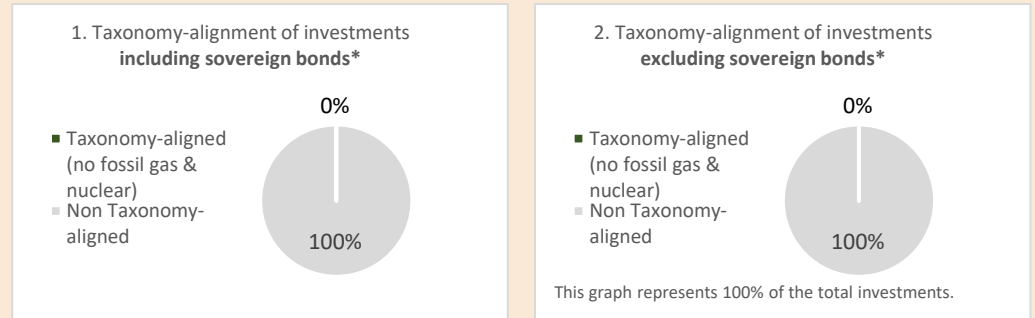 1. Taxonomy-alignment of investments
including sovereign bonds*
0%
Taxonomy-aligned
(no fossil gas &
nuclear)
Non Taxonomy-
aligned
100%
2. Taxonomy-alignment of investments
excluding sovereign bonds*
0%
Taxonomy-aligned
(no fossil gas &
nuclear)
Non Taxonomy-
aligned
100%
This graph represents 100% of the total investments.